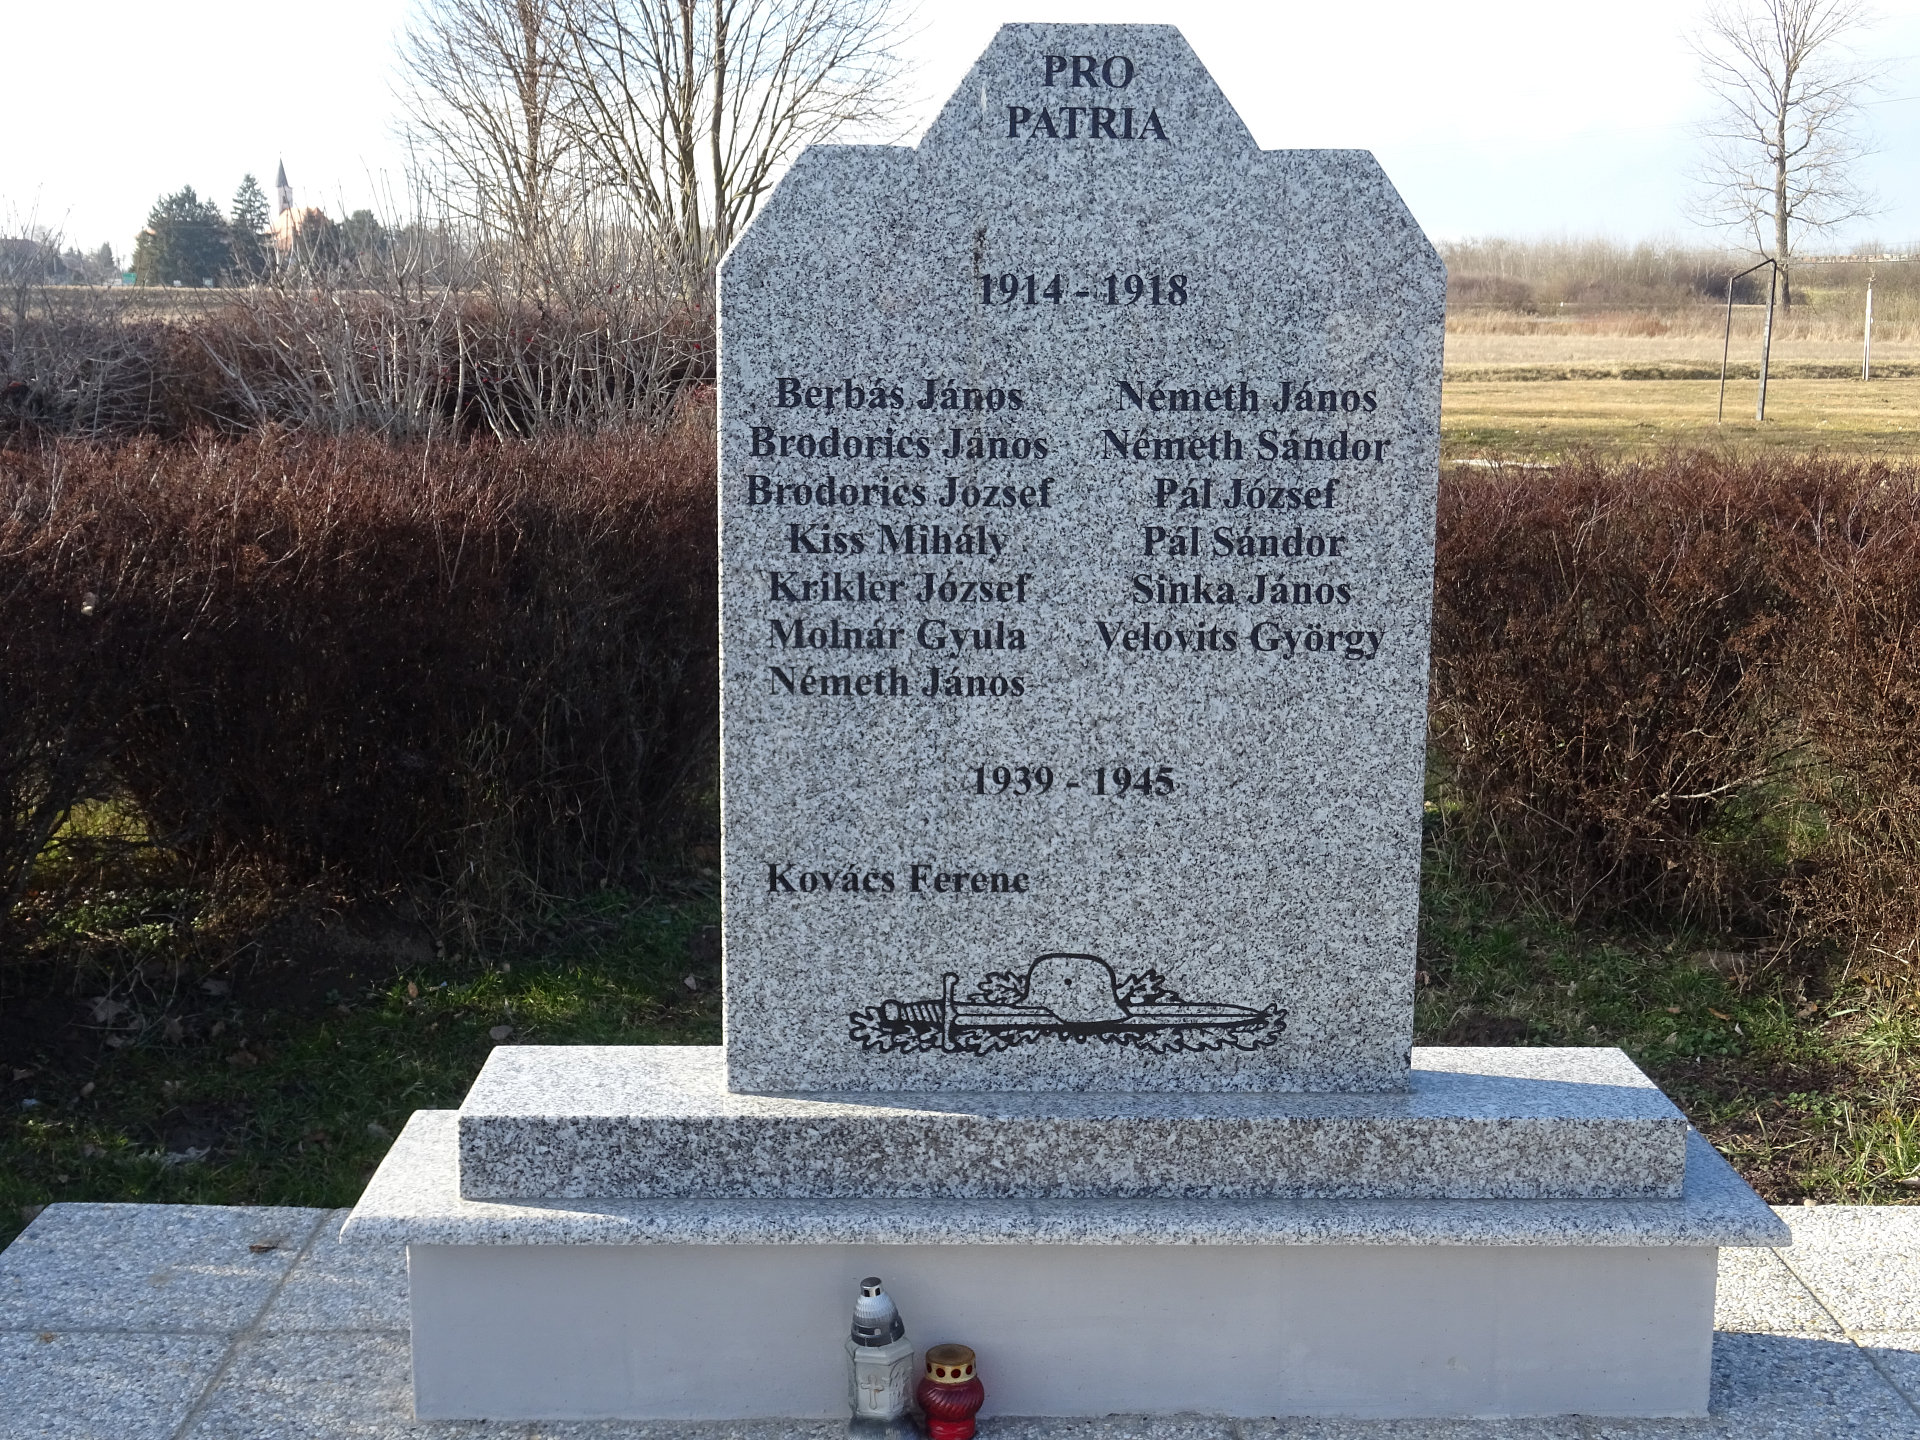 PRO
PATRIA
1914 - 1918
Berbás János
Brodorics János
Brodorics Jozsef
Kiss Mihály
Krikler József
Molnár Gyula
Németh János
Németh János
Németh Sándor
Pál József
Pál Sándor
Sinka János
Velovits György
1939 - 1945
Kovács Ferenc